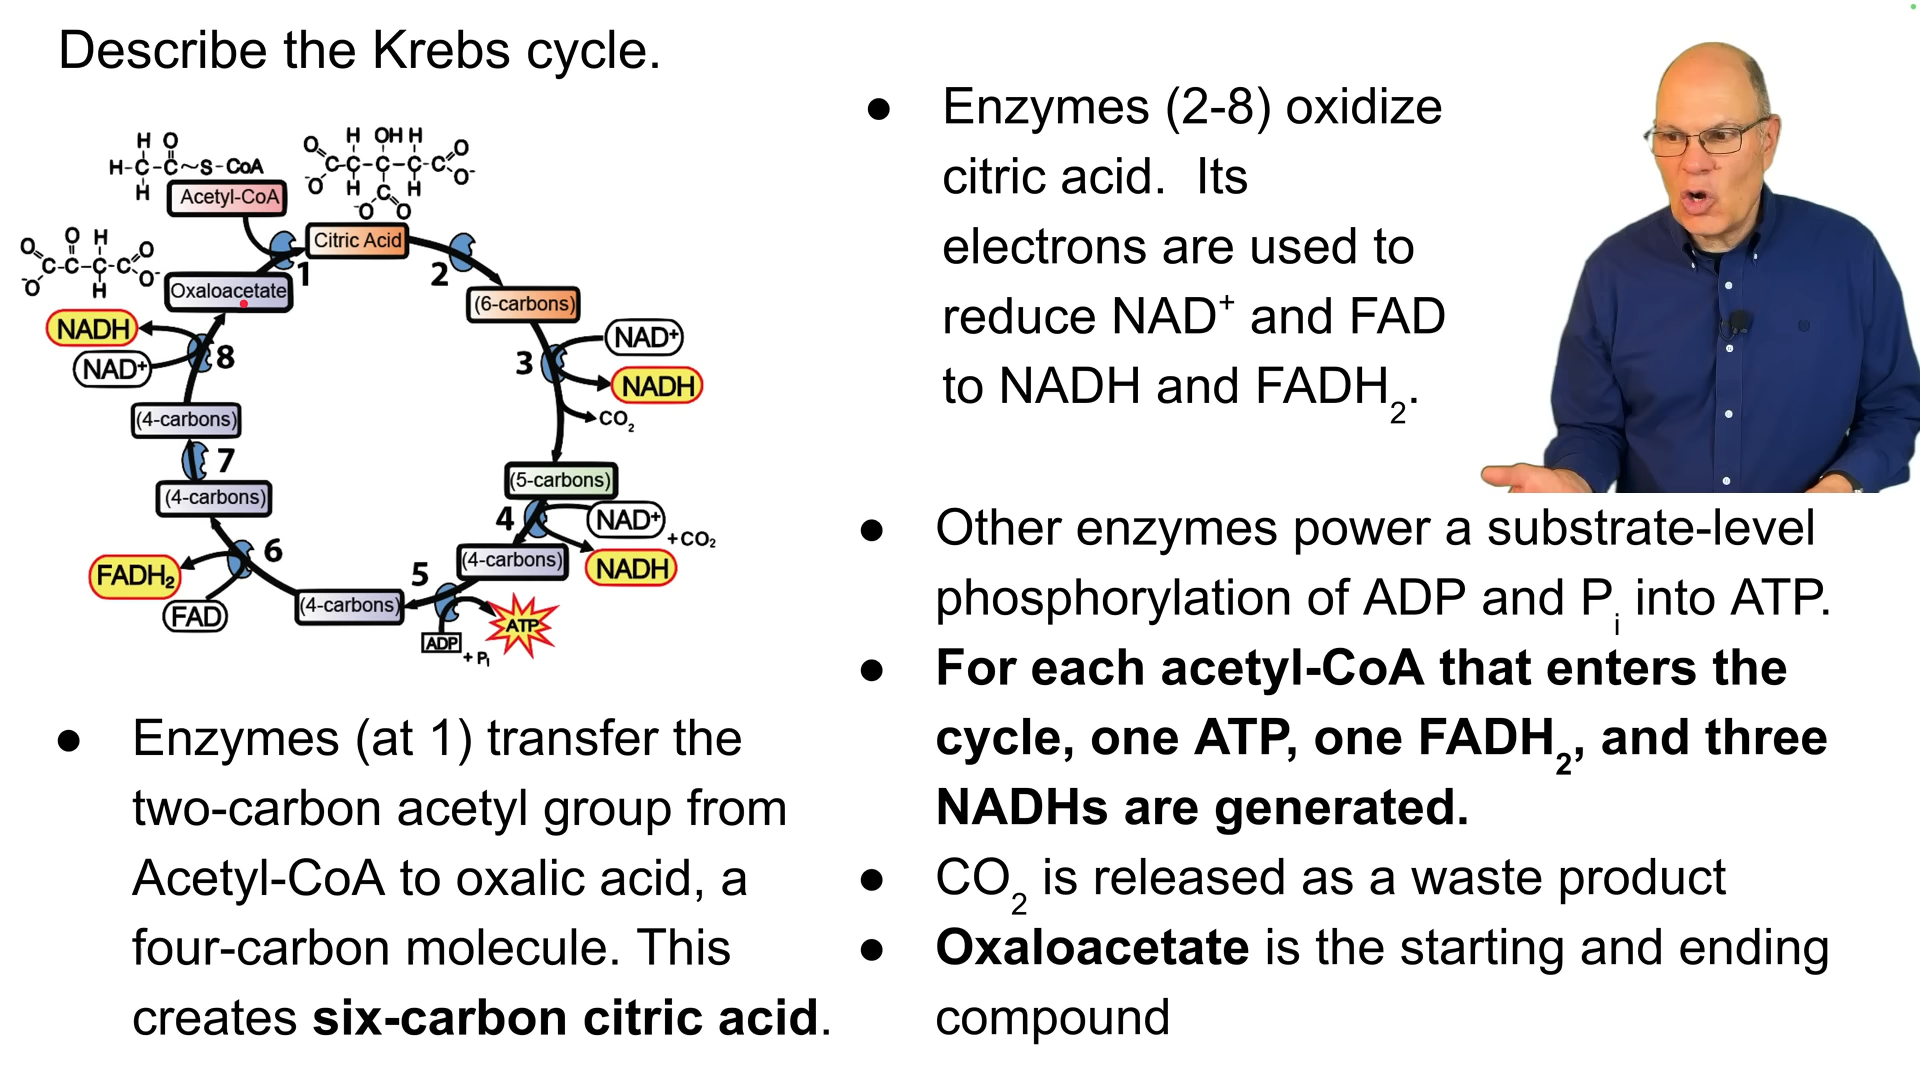 Describe the Krebs cycle.
H O
H-C-C~S-CoA
H
Acetyl-CoA
H OH H
O C-C-C-C-C O
-O H C H O-
-O O
Citric Acid
1
2
O O H O
C-C-C-C
-O H O-
Oxaloacetate
(6-carbons)
NADH
NAD+
8
3
NAD+
NADH
CO2
(4-carbons)
7
(5-carbons)
4
NAD+
+CO2
NADH
(4-carbons)
6
(4-carbons)
5
FADH2
FAD
(4-carbons)
ATP
ADP
+ Pi
● Enzymes (at 1) transfer the
two-carbon acetyl group from
Acetyl-CoA to oxalic acid, a
four-carbon molecule. This
creates six-carbon citric acid.
● Enzymes (2-8) oxidize
citric acid. Its
electrons are used to
reduce NAD+ and FAD
to NADH and FADH2.
● Other enzymes power a substrate-level
phosphorylation of ADP and Pi into ATP.
● For each acetyl-CoA that enters the
cycle, one ATP, one FADH2, and three
NADHs are generated.
● CO2 is released as a waste product
● Oxaloacetate is the starting and ending
compound